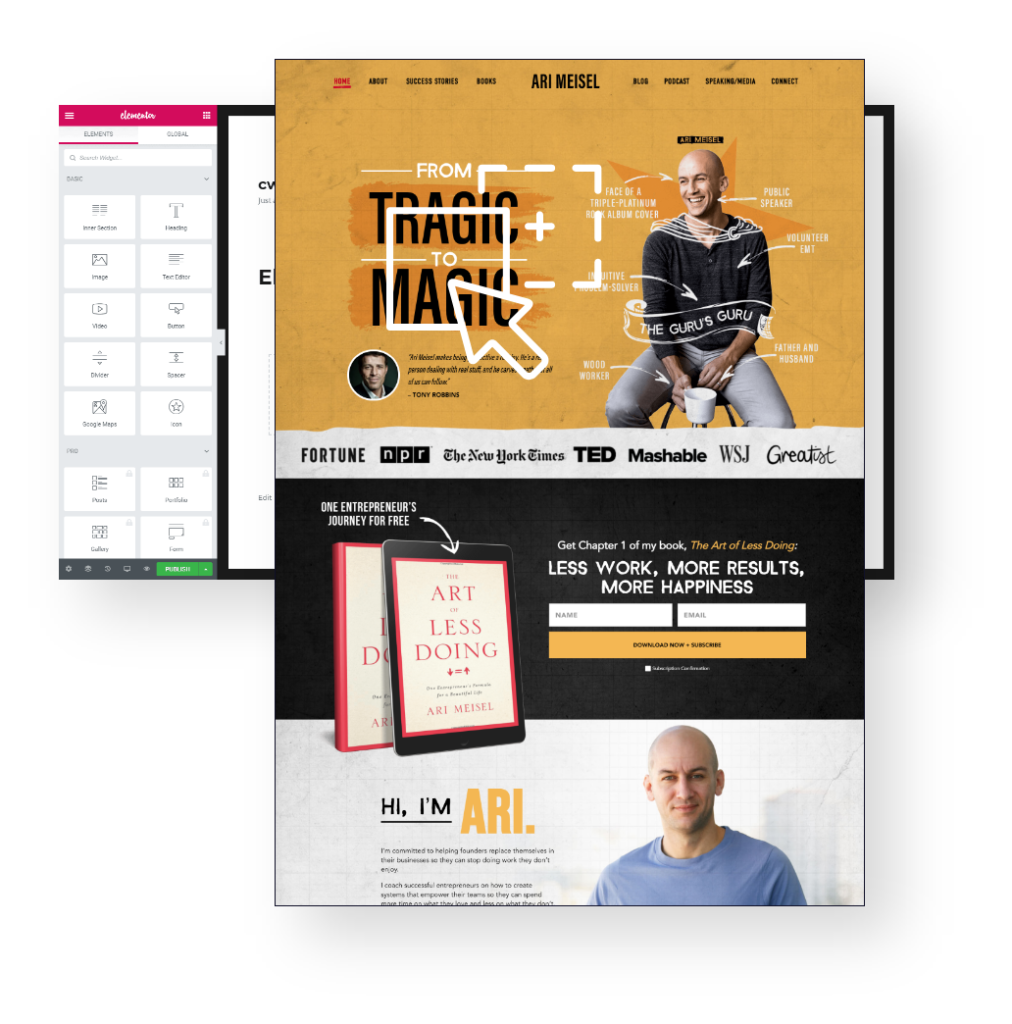 elementor
ELEMENTS GLOBAL
Search Widget...
BASIC
Inner Section Heading
Image Text Editor
Video Button
Divider Spacer
Google Maps Icon
PRO
Posts Portfolio
Gallery Form
PUBLISH
Edit
HOME ABOUT SUCCESS STORIES BOOKS ARI MEISEL BLOG PODCAST SPEAKING/MEDIA CONNECT
FROM
TRAGIC
TO
MAGIC
"Ari Meisel makes being
person dealing with real stuff, and he all
of us can follow."
– TONY ROBBINS
ARI MEISEL
FACE OF A
TRIPLE-PLATINUM
ROCK ALBUM COVER
PUBLIC
SPEAKER
VOLUNTEER
EMT
INTUITIVE
PROBLEM-SOLVER
THE GURU'S GURU
FATHER AND
HUSBAND
WOOD
WORKER
FORTUNE npr The New York Times TED Mashable WSJ Greatist
ONE ENTREPRENEUR'S
JOURNEY FOR FREE
THE
ART
OF
LESS
DOING
One Entrepreneur's Formula
for a Beautiful Life
ARI MEISEL
Get Chapter 1 of my book, The Art of Less Doing:
LESS WORK, MORE RESULTS,
MORE HAPPINESS
NAME EMAIL
DOWNLOAD NOW + SUBSCRIBE
Subscription Confirmation
HI, I'M ARI.
I'm committed to helping founders replace themselves in
their businesses so they can stop doing work they don't
enjoy.
I coach successful entrepreneurs on how to create
systems that empower their teams so they can spend
more time on what they love and less on what they don't